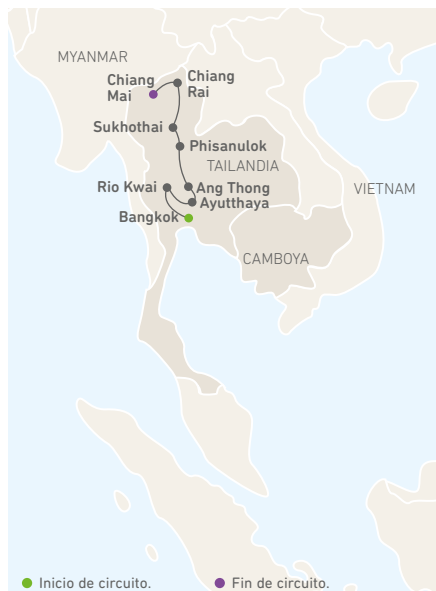 MYANMAR
Chiang
Mai
Chiang
Rai
Sukhothai
Phisanulok
TAILANDIA
Rio Kwai
Ang Thong
Ayutthaya
VIETNAM
Bangkok
CAMBOYA
Inicio de circuito.
Fin de circuito.